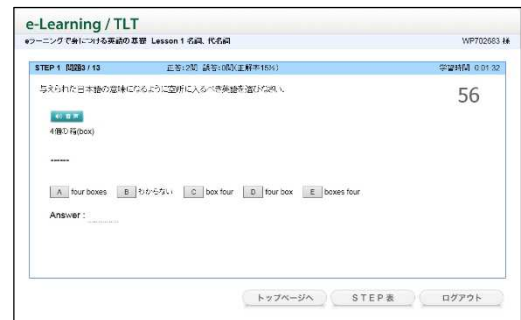 e-Learning / TLT
eラーニングで身につける英語の基礎 Lesson 1 名詞、代名詞
WP702683 様
STEP 1 問題3 / 13
正答:2問 誤答:0問(正解率15%)
学習時間 0:01:32
与えられた日本語の意味になるように空所に入るべき英語を選びなさい。
56
音声
4個の箱(box)
------
A four boxes B わからない C box four D four box E boxes four
Answer :
トップページへ STEP表 ログアウト